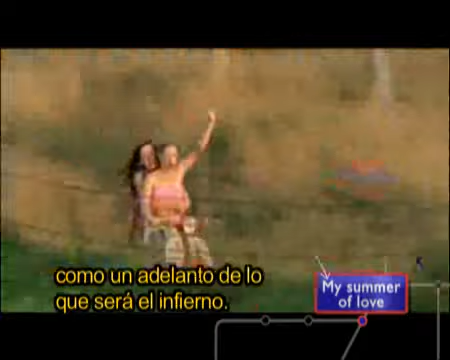 como un adelanto de lo
que será el infierno.
My summer
of love